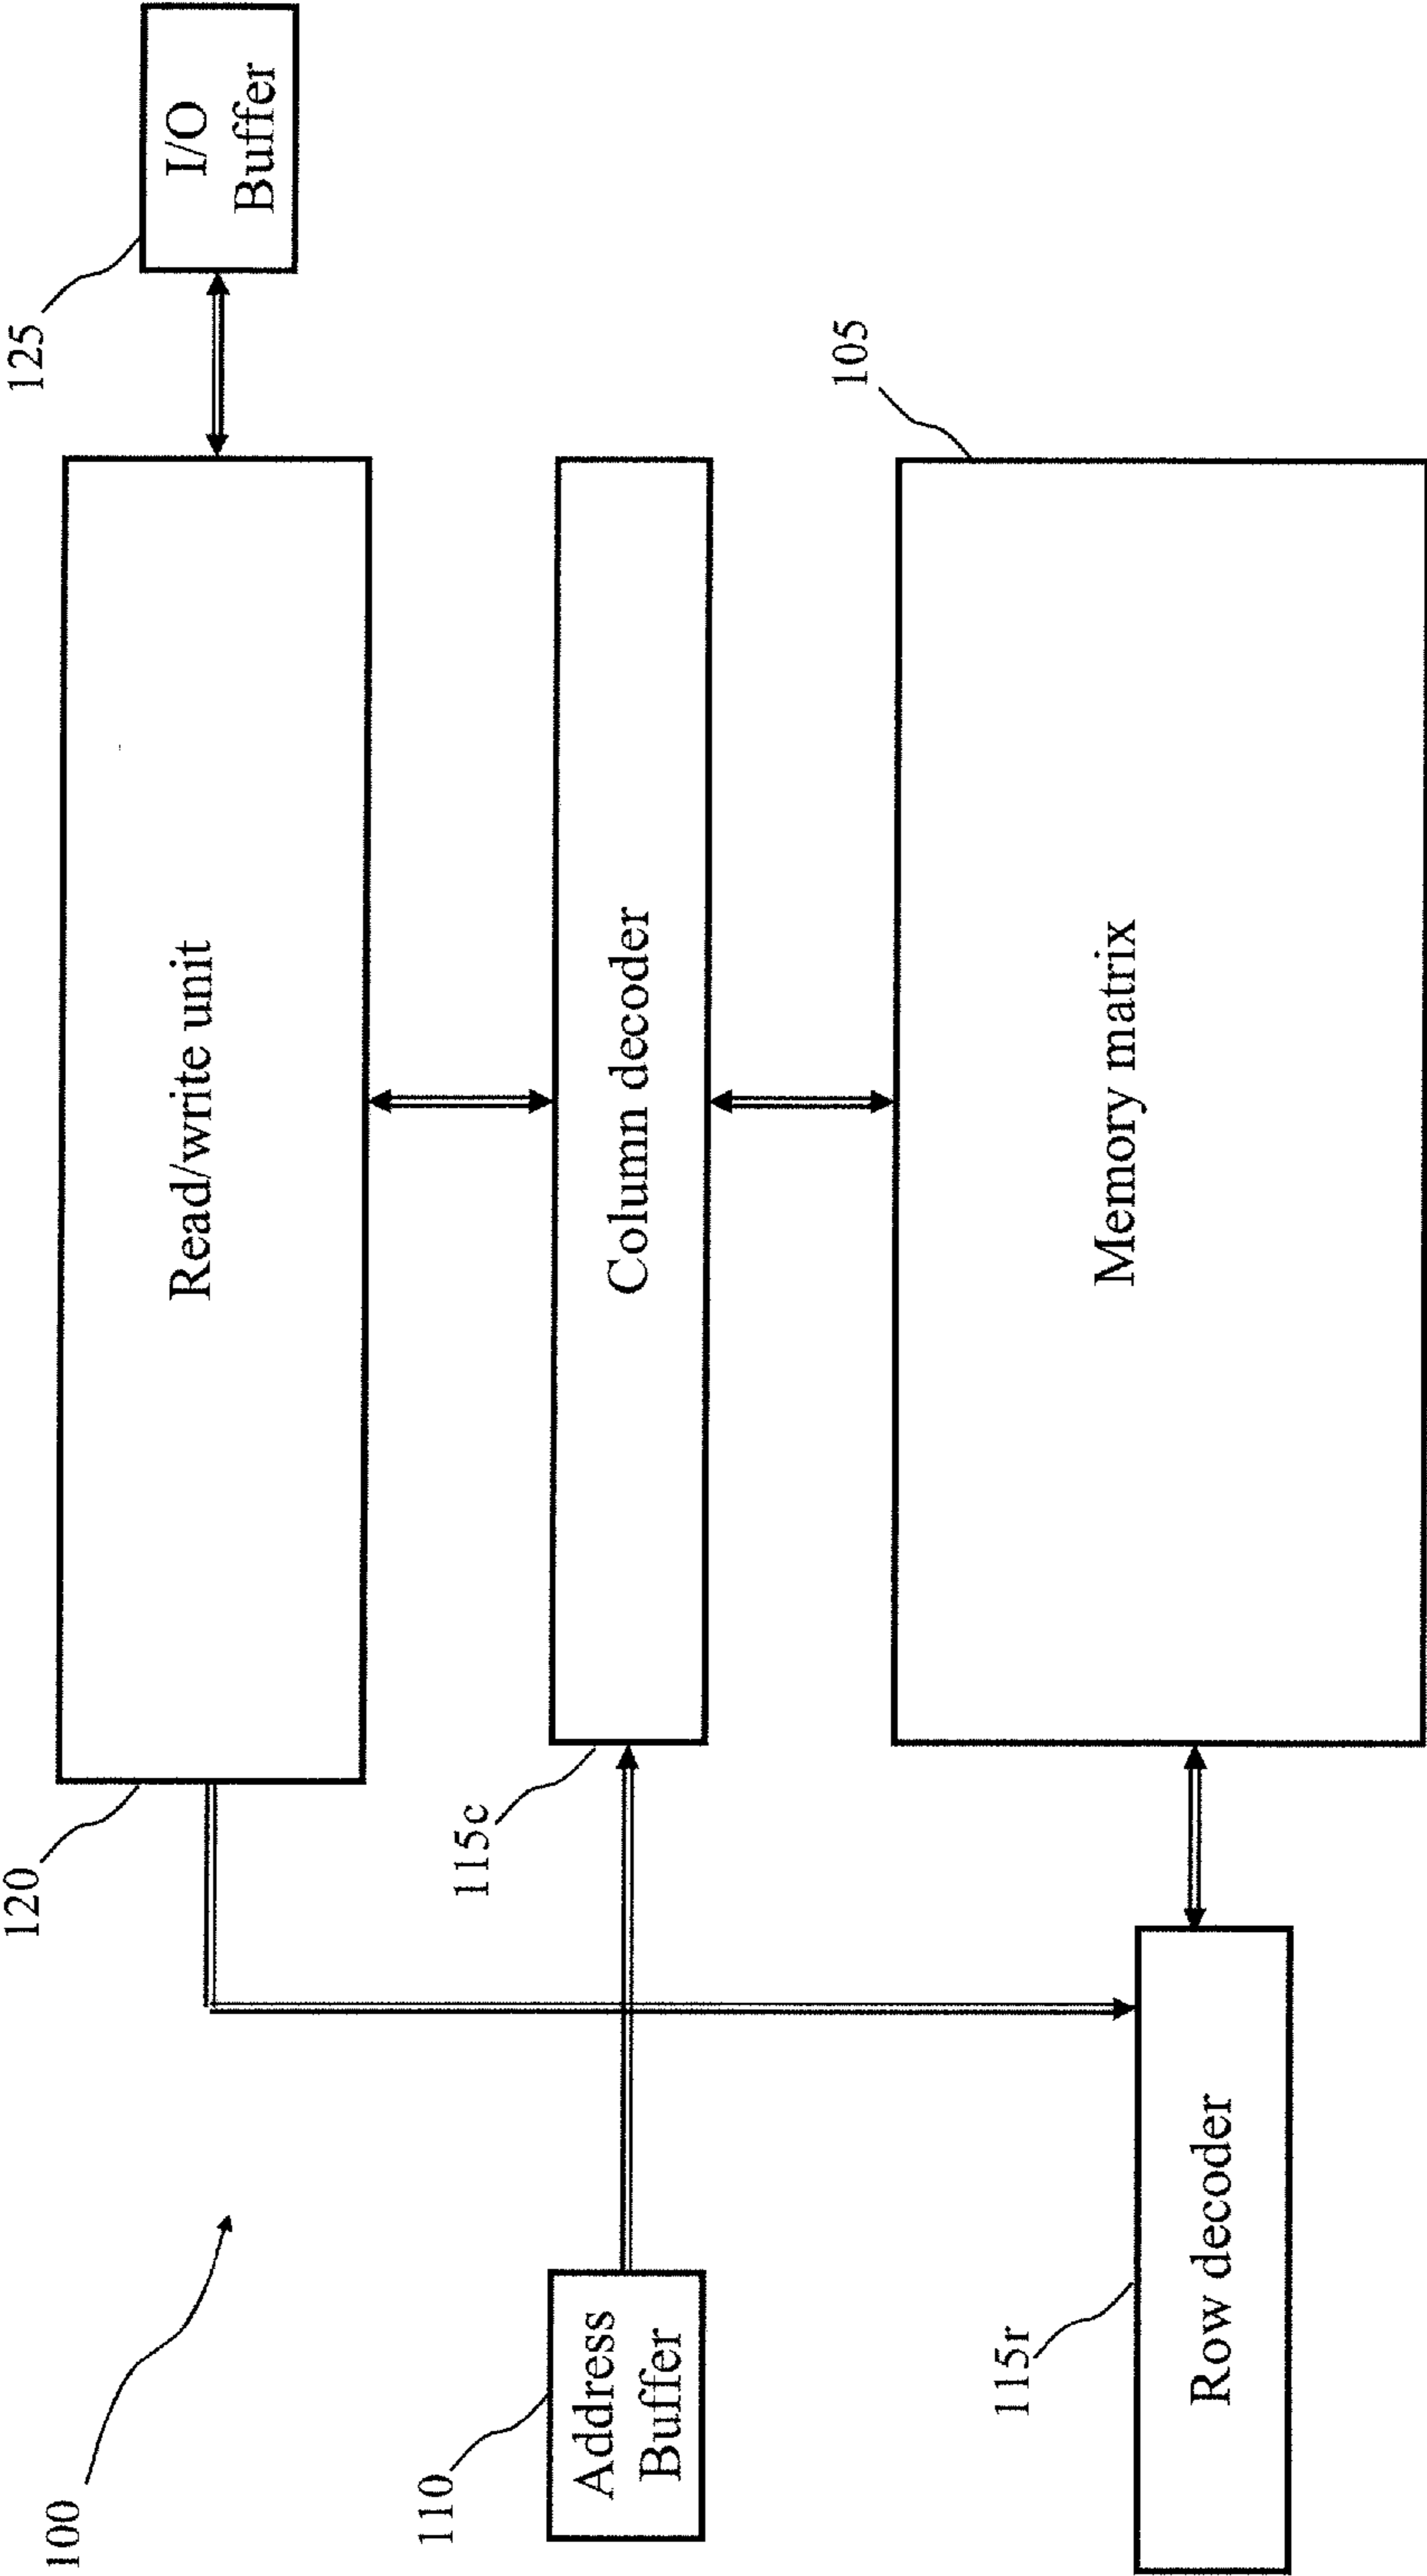 100
120
125
Read/write unit
I/O
Buffer
110
115c
Address
Buffer
Column decoder
105
115r
Row decoder
Memory matrix